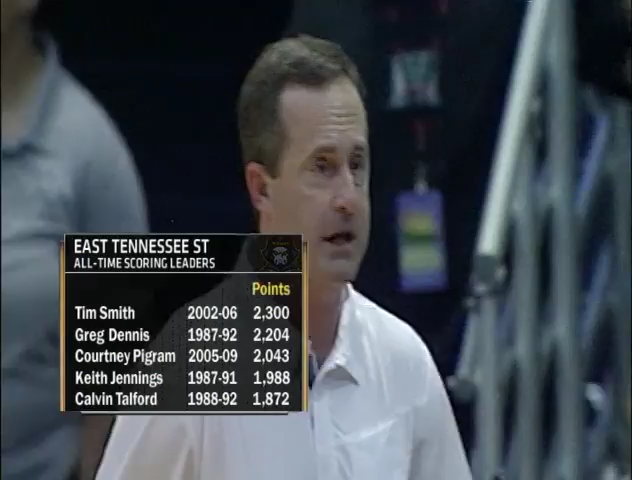 EAST TENNESSEE ST
ALL-TIME SCORING LEADERS
Points
Tim Smith 2002-06 2,300
Greg Dennis 1987-92 2,204
Courtney Pigram 2005-09 2,043
Keith Jennings 1987-91 1,988
Calvin Talford 1988-92 1,872